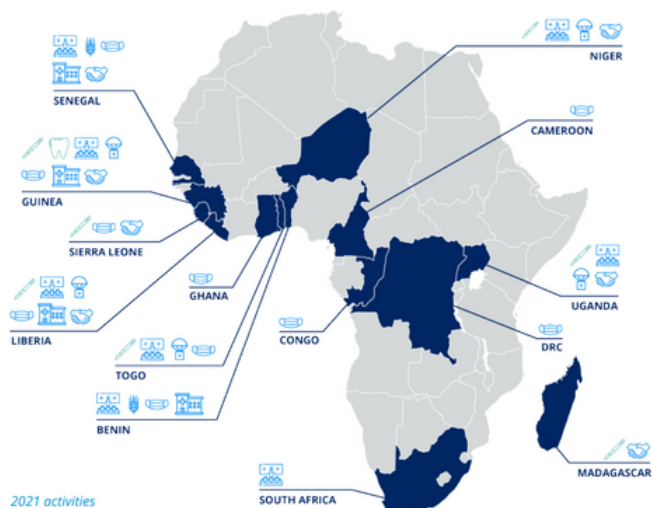 NIGER
SENEGAL
CAMEROON
GUINEA
SIERRA LEONE
GHANA
UGANDA
LIBERIA
CONGO
DRC
TOGO
BENIN
MADAGASCAR
SOUTH AFRICA
2021 activities